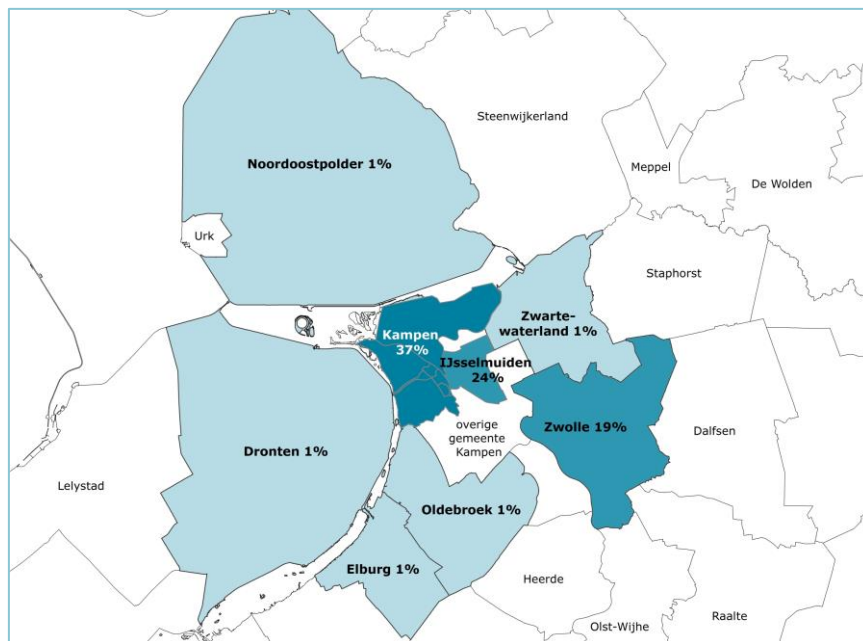 Steenwijkerland
Noordoostpolder 1%
Meppel
De Wolden
Urk
Staphorst
Zwarte-
waterland 1%
Kampen
37%
IJsselmuiden
24%
Zwolle 19%
overige
gemeente
Kampen
Dalfsen
Dronten 1%
Lelystad
Oldebroek 1%
Elburg 1%
Heerde
Olst-Wijhe
Raalte